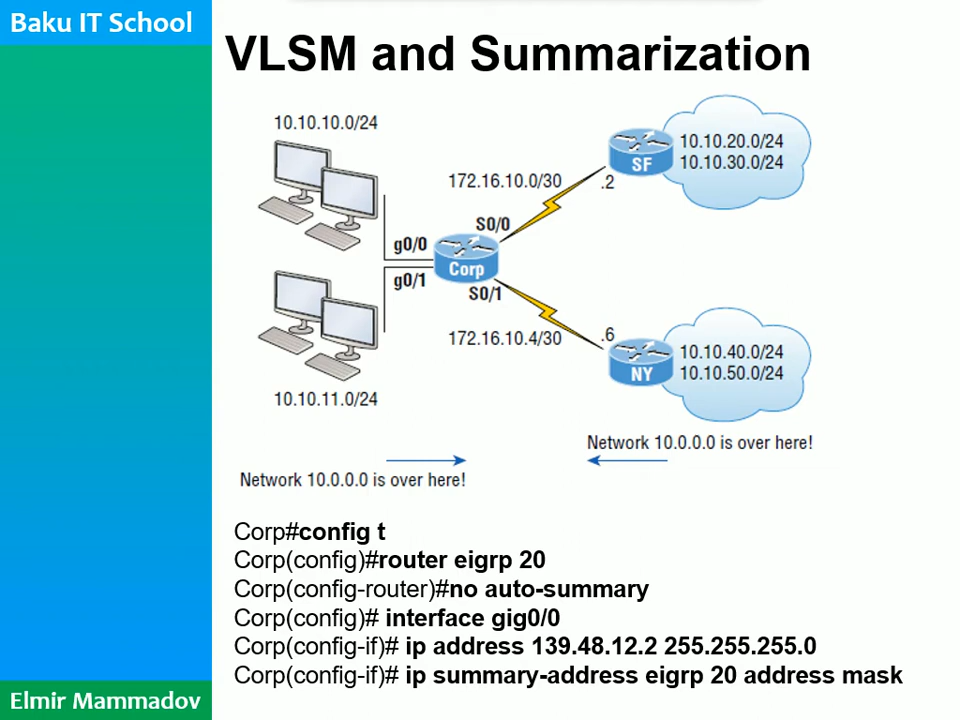 Baku IT School
VLSM and Summarization
10.10.10.0/24
10.10.20.0/24
10.10.30.0/24
SF
172.16.10.0/30
.2
S0/0
g0/0
Corp
g0/1
S0/1
172.16.10.4/30
.6
10.10.40.0/24
10.10.50.0/24
NY
10.10.11.0/24
Network 10.0.0.0 is over here!
Network 10.0.0.0 is over here!
Corp#config t
Corp(config)#router eigrp 20
Corp(config-router)#no auto-summary
Corp(config)# interface gig0/0
Corp(config-if)# ip address 139.48.12.2 255.255.255.0
Corp(config-if)# ip summary-address eigrp 20 address mask
Elmir Mammadov